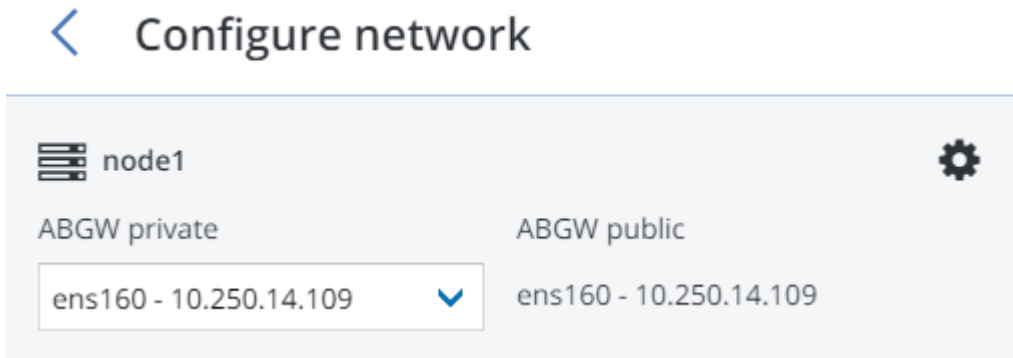 Configure network
node1
ABGW private
ABGW public
ens160 - 10.250.14.109
ens160 - 10.250.14.109